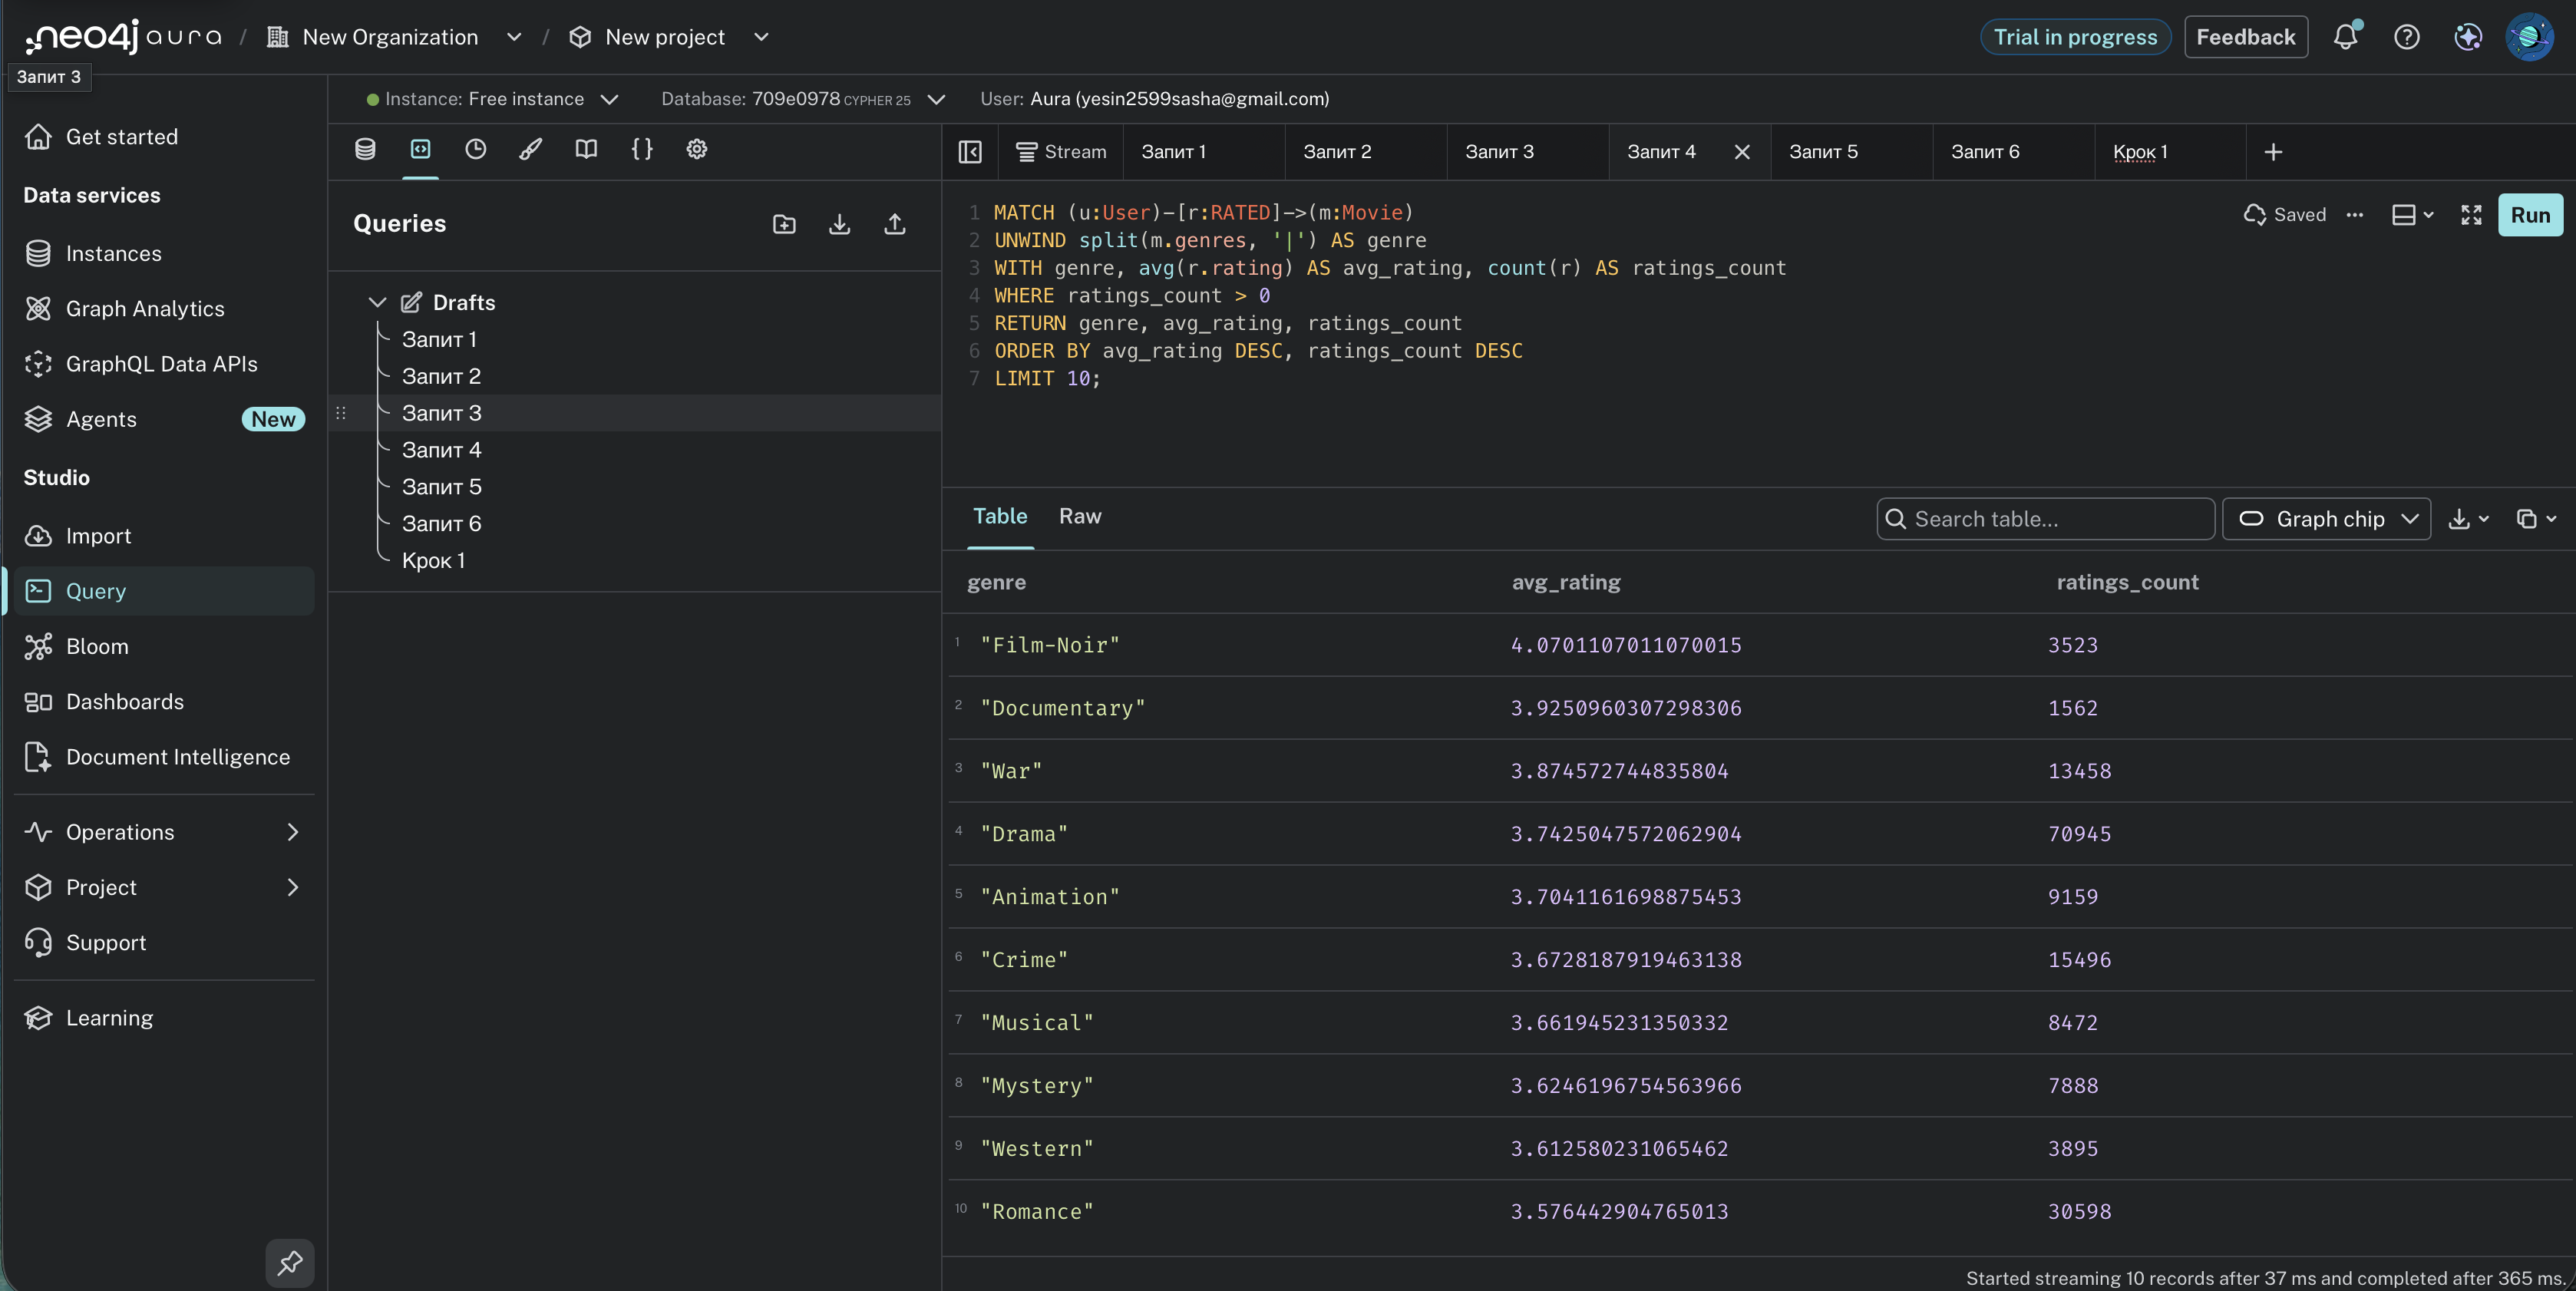 neo4j aura / New Organization / New project Trial in progress Feedback
Запит 3
Instance: Free instance Database: 709e0978 CYPHER 25 User: Aura (yesin2599sasha@gmail.com)
Get started
Data services
Instances
Graph Analytics
GraphQL Data APIs
Agents New
Studio
Import
Query
Bloom
Dashboards
Document Intelligence
Operations
Project
Support
Learning
Queries
Drafts
Запит 1
Запит 2
Запит 3
Запит 4
Запит 5
Запит 6
Крок 1
Stream Запит 1 Запит 2 Запит 3 Запит 4 Запит 5 Запит 6 Крок 1
Saved Run
1 MATCH (u:User)-[r:RATED]->(m:Movie)
2 UNWIND split(m.genres, '|') AS genre
3 WITH genre, avg(r.rating) AS avg_rating, count(r) AS ratings_count
4 WHERE ratings_count > 0
5 RETURN genre, avg_rating, ratings_count
6 ORDER BY avg_rating DESC, ratings_count DESC
7 LIMIT 10;
Table Raw Search table... Graph chip
genre avg_rating ratings_count
1 "Film-Noir" 4.0701107011070015 3523
2 "Documentary" 3.9250960307298306 1562
3 "War" 3.874572744835804 13458
4 "Drama" 3.7425047572062904 70945
5 "Animation" 3.7041161698875453 9159
6 "Crime" 3.6728187919463138 15496
7 "Musical" 3.661945231350332 8472
8 "Mystery" 3.6246196754563966 7888
9 "Western" 3.612580231065462 3895
10 "Romance" 3.576442904765013 30598
Started streaming 10 records after 37 ms and completed after 365 ms.